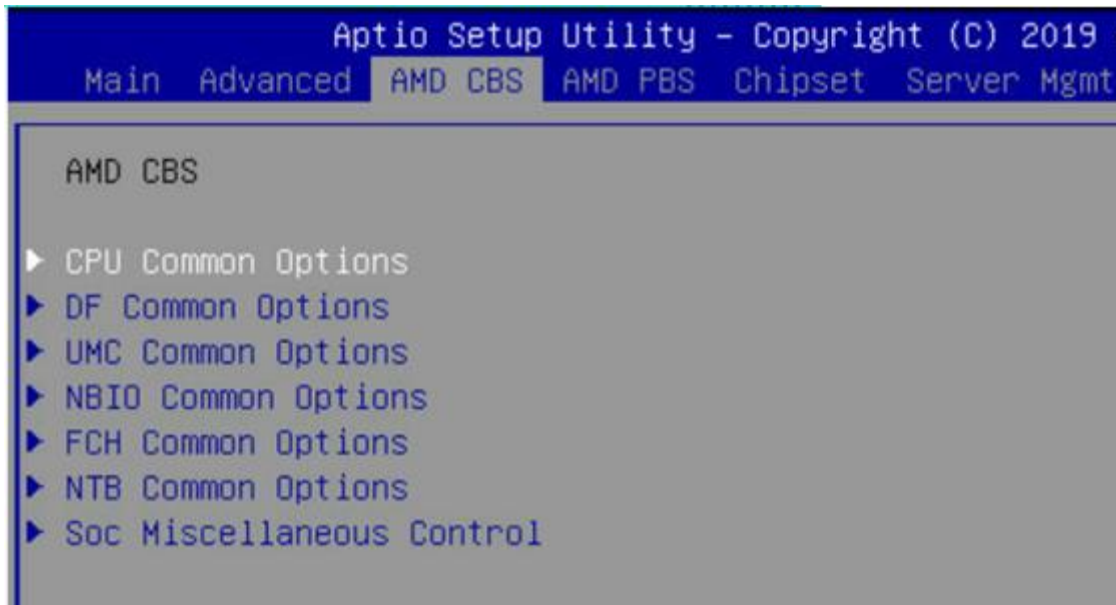 Aptio Setup Utility – Copyright (C) 2019
Main Advanced AMD CBS AMD PBS Chipset Server Mgmt
AMD CBS
CPU Common Options
DF Common Options
UMC Common Options
NBIO Common Options
FCH Common Options
NTB Common Options
Soc Miscellaneous Control